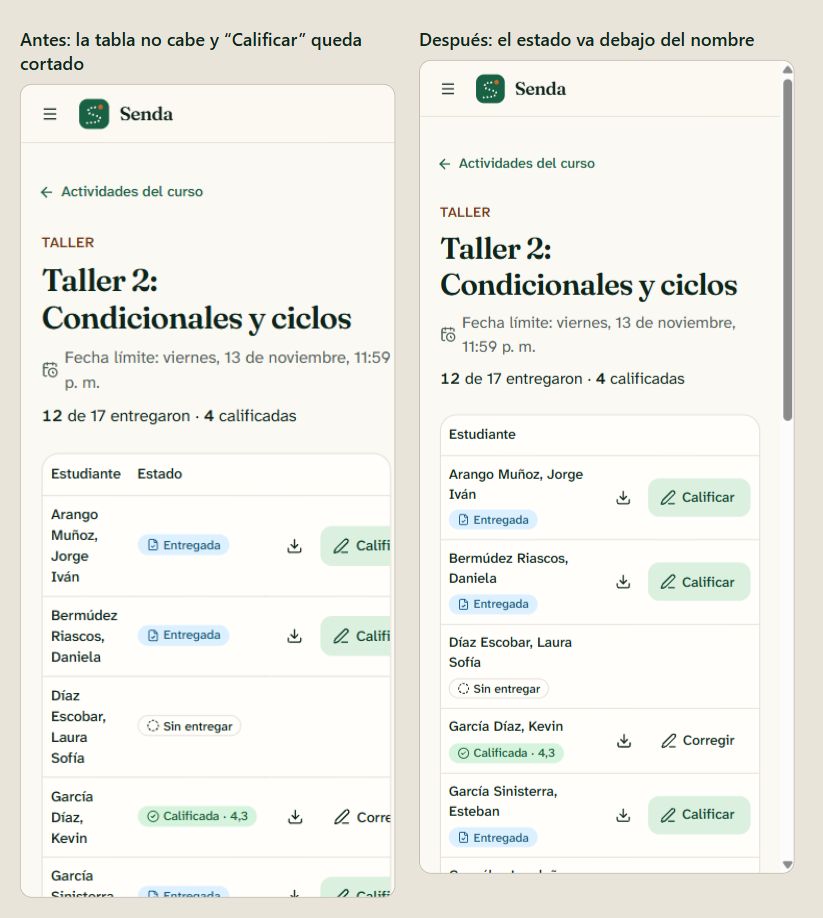 Antes: la tabla no cabe y “Calificar” queda
cortado
Senda
Actividades del curso
TALLER
Taller 2:
Condicionales y ciclos
Fecha límite: viernes, 13 de noviembre, 11:59
p. m.
12 de 17 entregaron · 4 calificadas
Estudiante Estado
Arango
Muñoz,
Jorge
Iván
Entregada
Califi
Bermúdez
Riascos,
Daniela
Entregada
Califi
Díaz
Escobar,
Laura
Sofía
Sin entregar
García
Díaz,
Kevin
Calificada · 4,3
Corre
García
Sinisterra
Entregada
Califi
Después: el estado va debajo del nombre
Senda
Actividades del curso
TALLER
Taller 2:
Condicionales y ciclos
Fecha límite: viernes, 13 de noviembre,
11:59 p. m.
12 de 17 entregaron · 4 calificadas
Estudiante
Arango Muñoz, Jorge
Iván
Entregada
Calificar
Bermúdez Riascos,
Daniela
Entregada
Calificar
Díaz Escobar, Laura
Sofía
Sin entregar
García Díaz, Kevin
Calificada · 4,3
Corregir
García Sinisterra,
Esteban
Entregada
Calificar